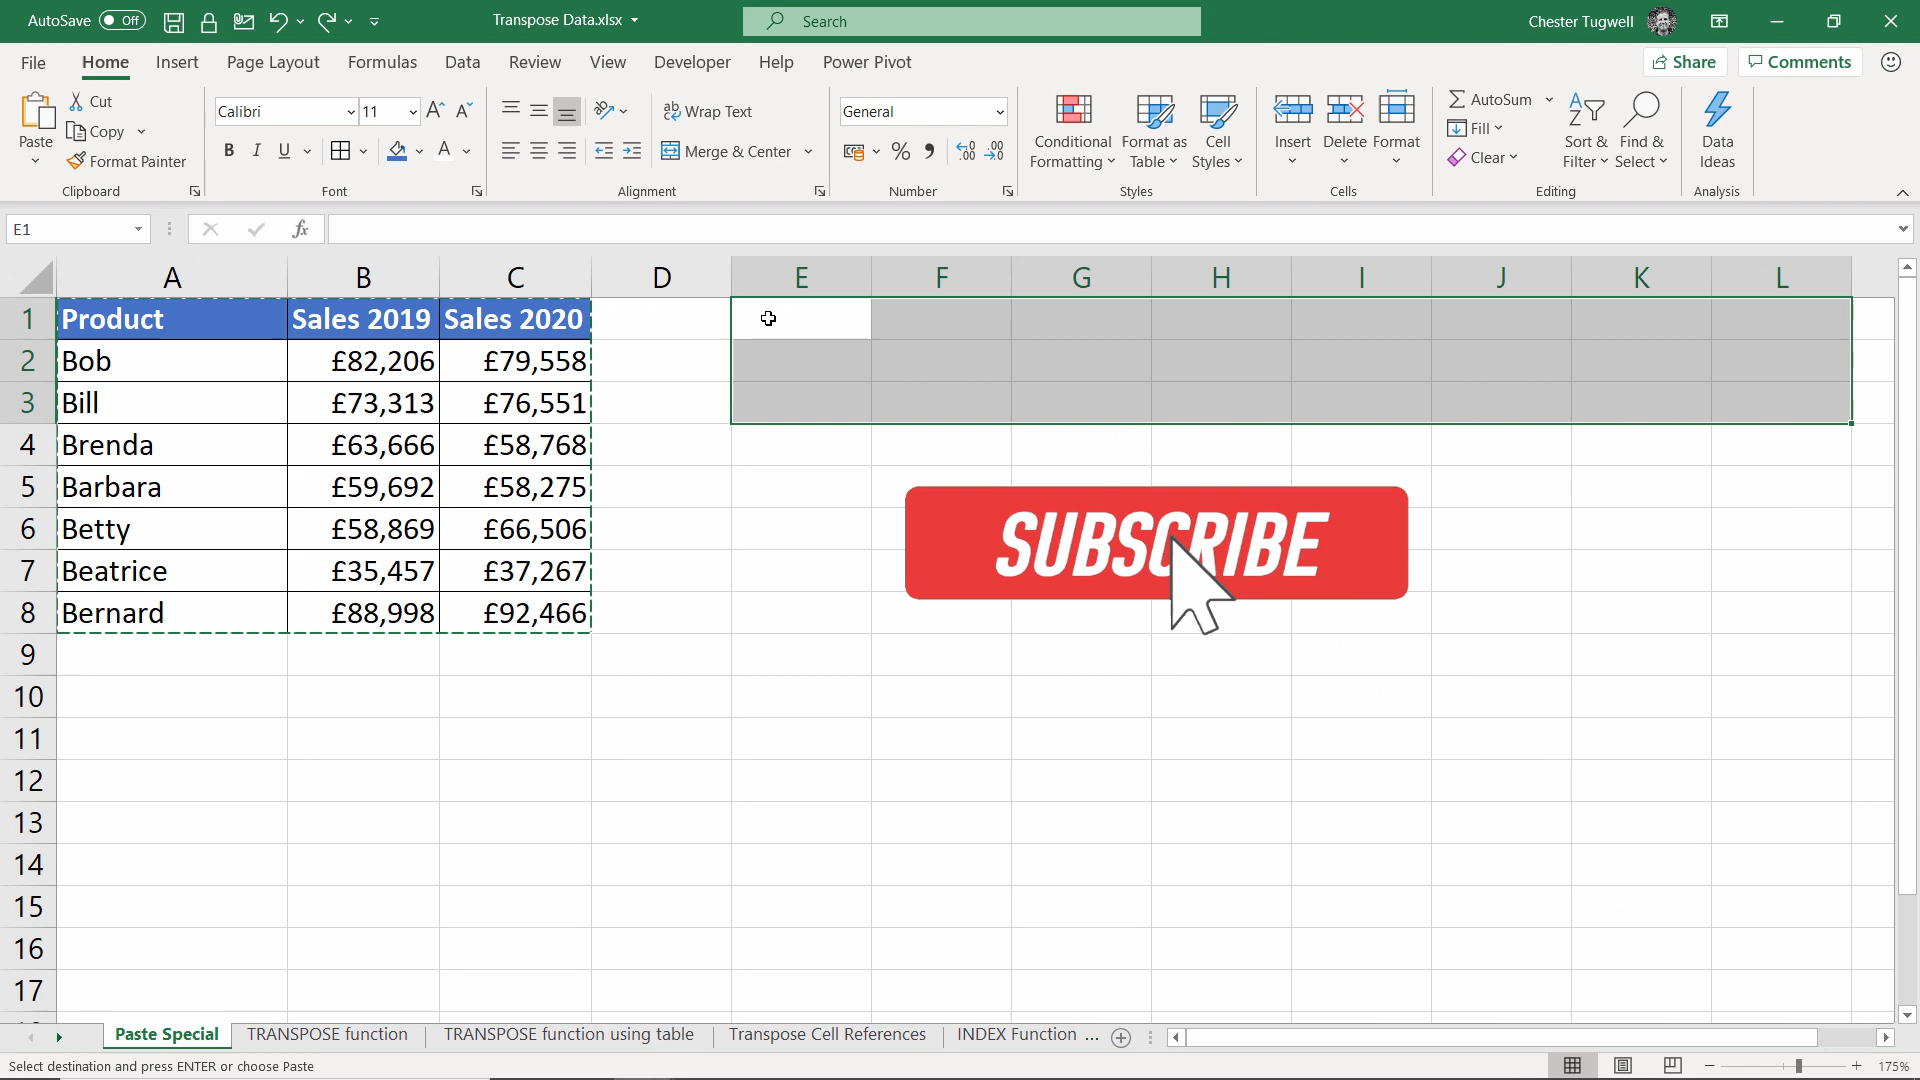 AutoSave Off Transpose Data.xlsx Search Chester Tugwell
File Home Insert Page Layout Formulas Data Review View Developer Help Power Pivot Share Comments
Paste
Cut
Copy
Format Painter
Clipboard
Calibri 11
B I U A
Font
Wrap Text
Merge & Center
Alignment
General
% 9 .00
Number
Conditional Formatting
Format as Table
Cell Styles
Styles
Insert Delete Format
Cells
AutoSum
Fill
Clear
Sort & Filter
Find & Select
Editing
Data Ideas
Analysis
E1 fx
A B C D E F G H I J K L
1 Product Sales 2019 Sales 2020
2 Bob £82,206 £79,558
3 Bill £73,313 £76,551
4 Brenda £63,666 £58,768
5 Barbara £59,692 £58,275
6 Betty £58,869 £66,506
7 Beatrice £35,457 £37,267
8 Bernard £88,998 £92,466
SUBSCRIBE
9
10
11
12
13
14
15
16
17
Paste Special TRANSPOSE function TRANSPOSE function using table Transpose Cell References INDEX Function ...
Select destination and press ENTER or choose Paste 175%